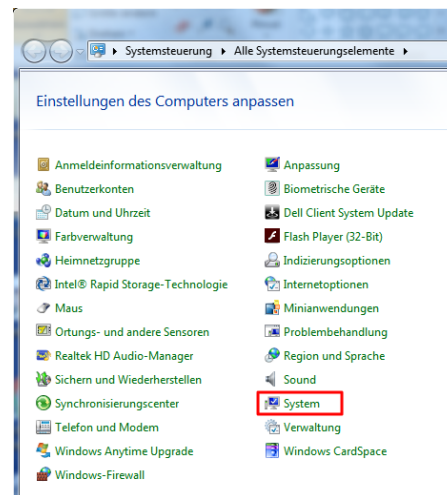 Systemsteuerung ▸ Alle Systemsteuerungselemente ▸
Einstellungen des Computers anpassen
Anmeldeinformationsverwaltung
Benutzerkonten
Datum und Uhrzeit
Farbverwaltung
Heimnetzgruppe
Intel® Rapid Storage-Technologie
Maus
Ortungs- und andere Sensoren
Realtek HD Audio-Manager
Sichern und Wiederherstellen
Synchronisierungscenter
Telefon und Modem
Windows Anytime Upgrade
Windows-Firewall
Anpassung
Biometrische Geräte
Dell Client System Update
Flash Player (32-Bit)
Indizierungsoptionen
Internetoptionen
Minianwendungen
Problembehandlung
Region und Sprache
Sound
System
Verwaltung
Windows CardSpace